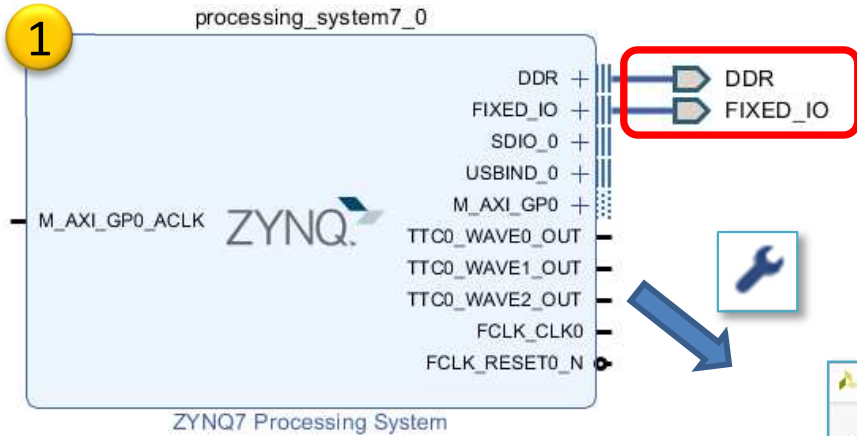 processing_system7_0
1
DDR
DDR
FIXED_IO
FIXED_IO
SDIO_0
USBIND_0
M_AXI_GP0
M_AXI_GP0_ACLK
ZYNQ.
TTC0_WAVE0_OUT
TTC0_WAVE1_OUT
TTC0_WAVE2_OUT
FCLK_CLK0
FCLK_RESET0_N
ZYNQ7 Processing System